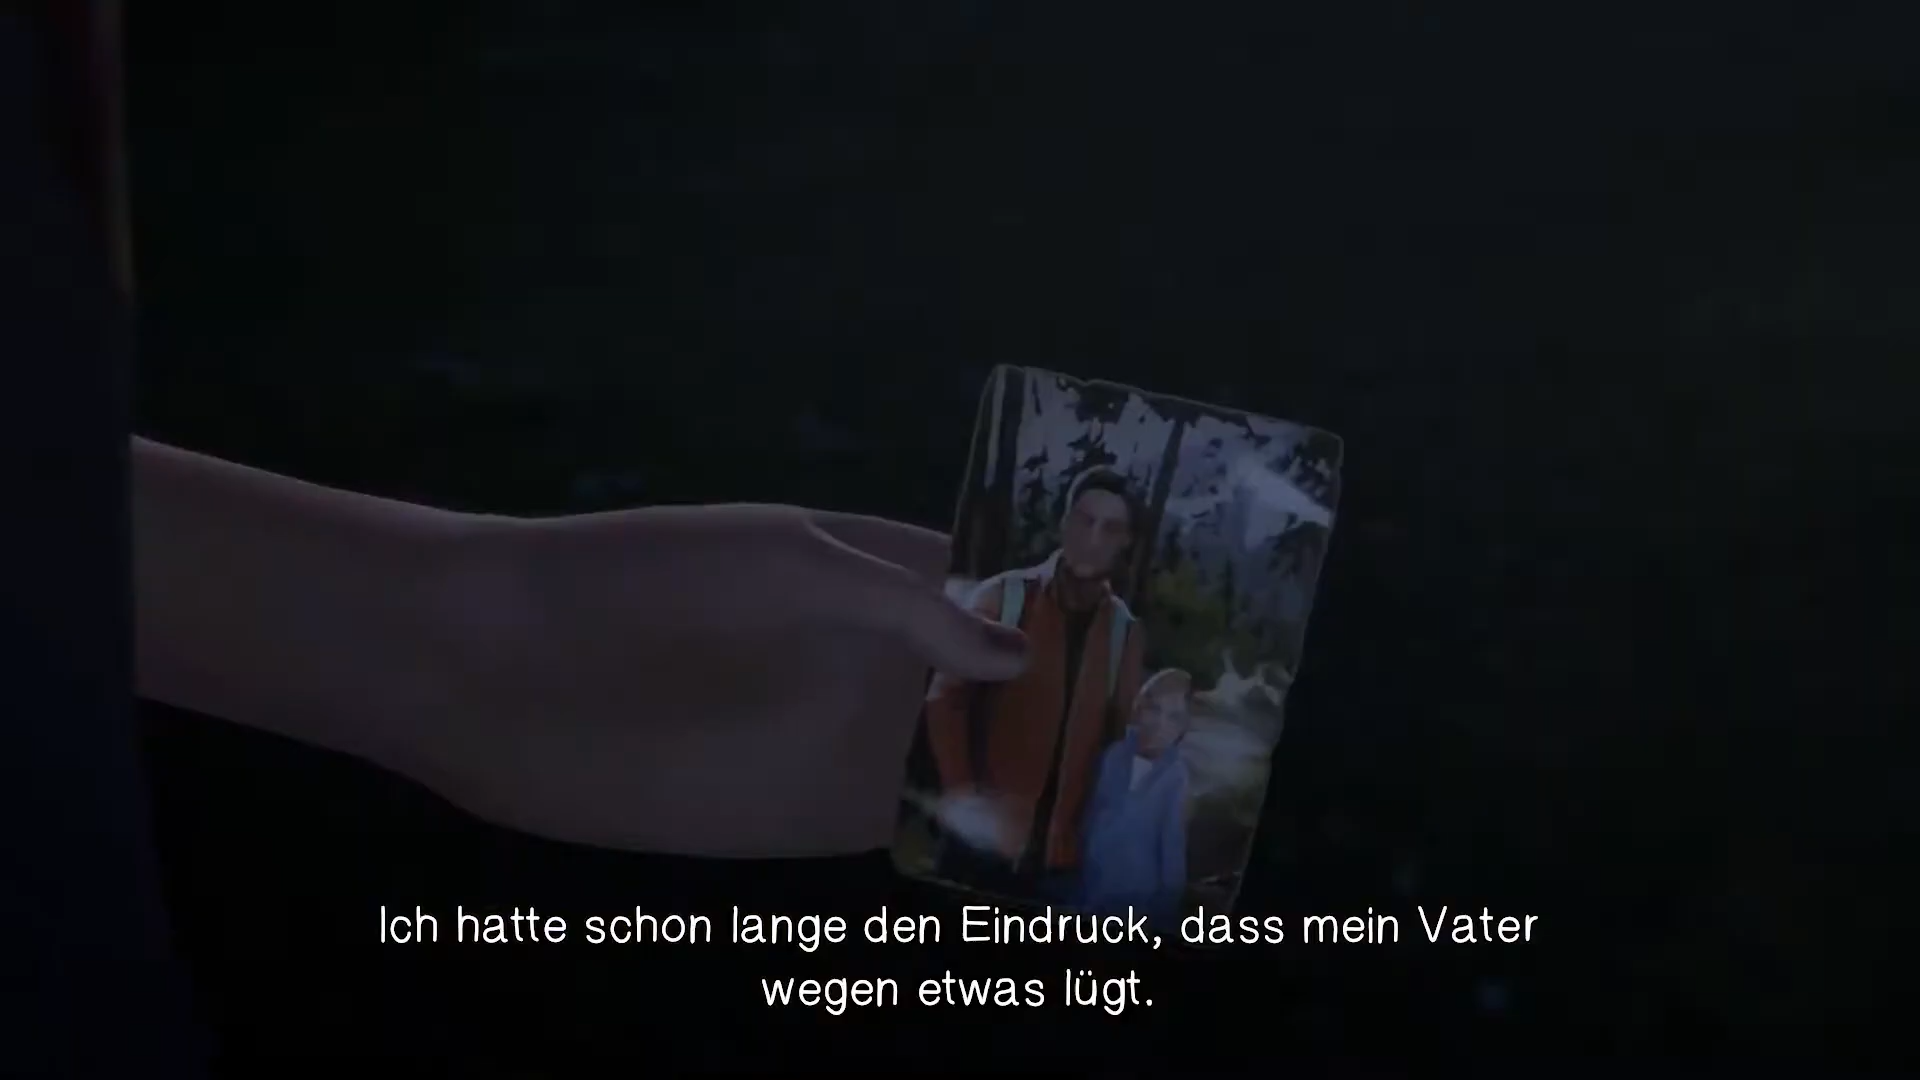 Ich hatte schon lange den Eindruck, dass mein Vater
wegen etwas lügt.